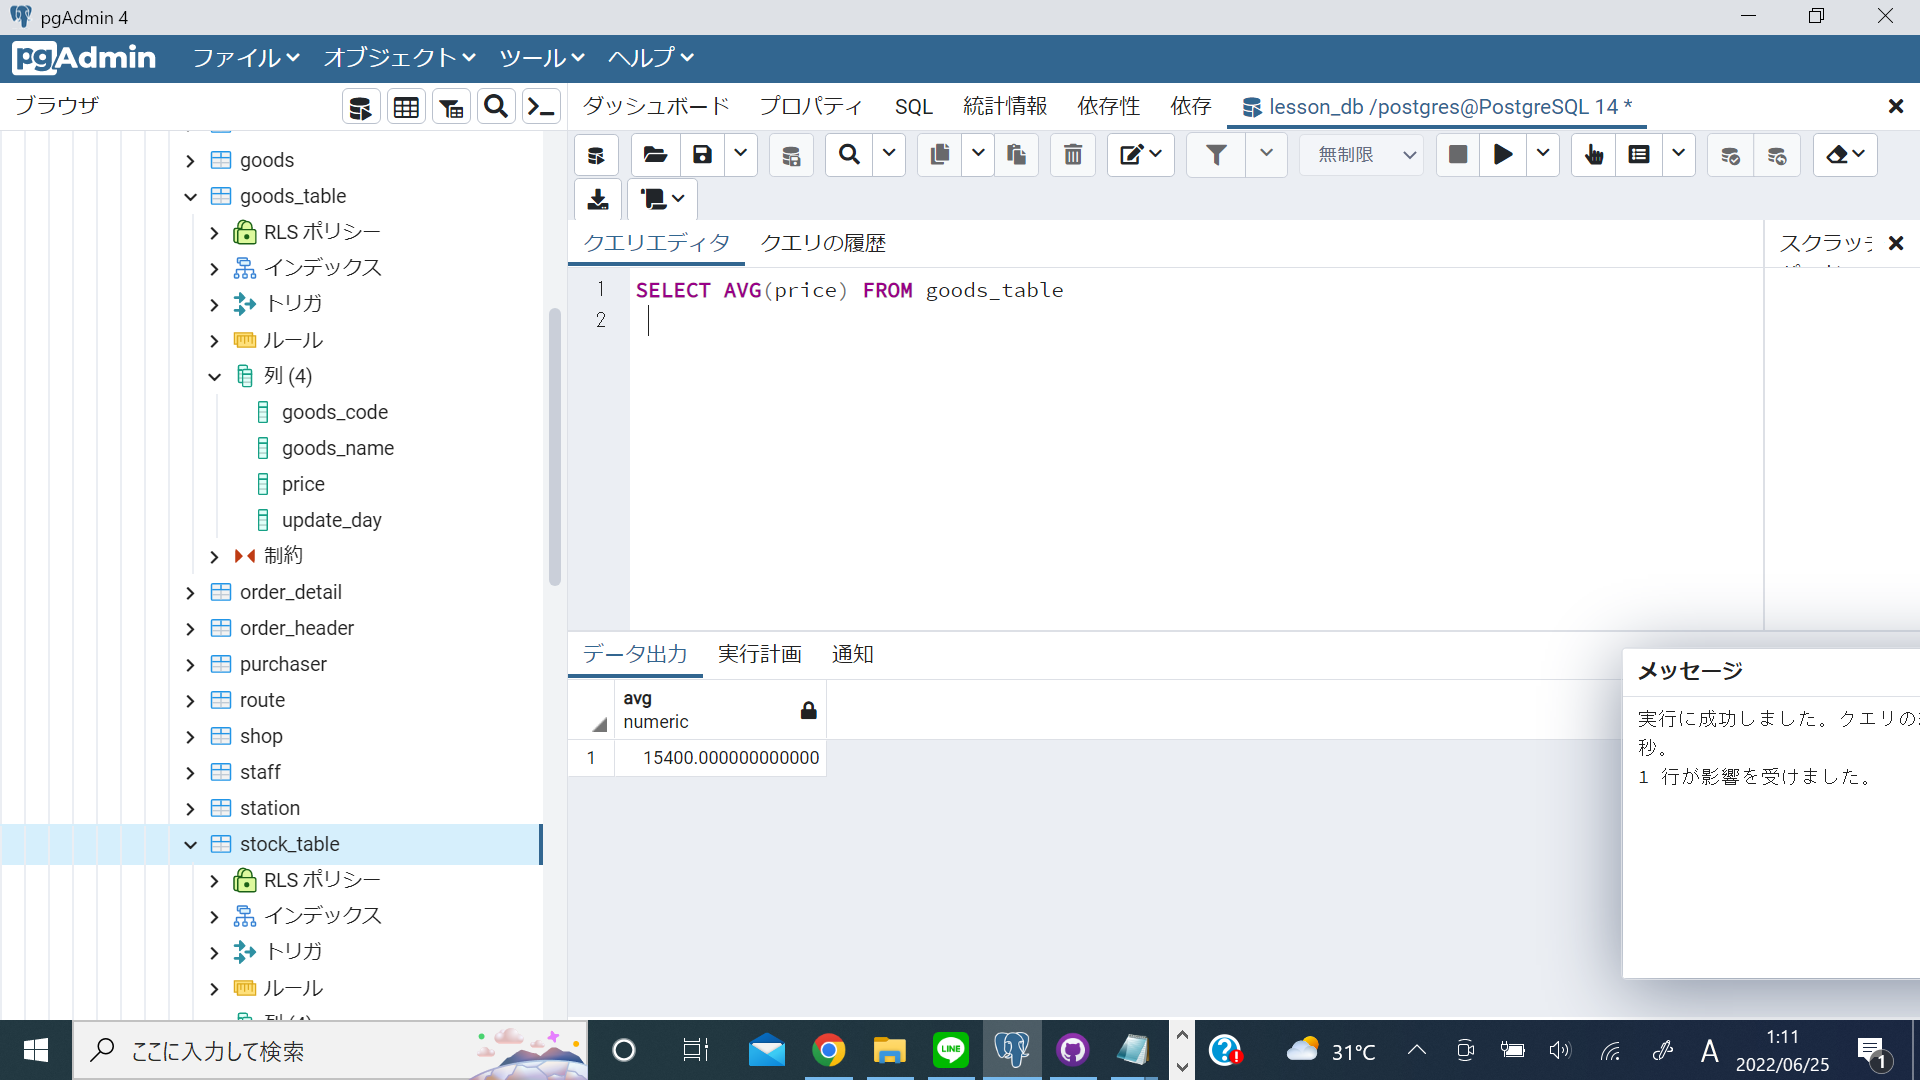 pgAdmin 4
pgAdmin ファイル オブジェクト ツール ヘルプ
ブラウザ
ダッシュボード プロパティ SQL 統計情報 依存性 依存 lesson_db /postgres@PostgreSQL 14 *
無制限
goods
goods_table
RLS ポリシー
インデックス
トリガ
ルール
列 (4)
goods_code
goods_name
price
update_day
制約
order_detail
order_header
purchaser
route
shop
staff
station
stock_table
RLS ポリシー
インデックス
トリガ
ルール
列 (4)
クエリエディタ クエリの履歴
スクラッチ
1 SELECT AVG(price) FROM goods_table
2
データ出力 実行計画 通知
avg
numeric
1 15400.000000000000
メッセージ
実行に成功しました。クエリの
秒。
1 行が影響を受けました。
ここに入力して検索
LINE
31°C
A
1:11
2022/06/25
1